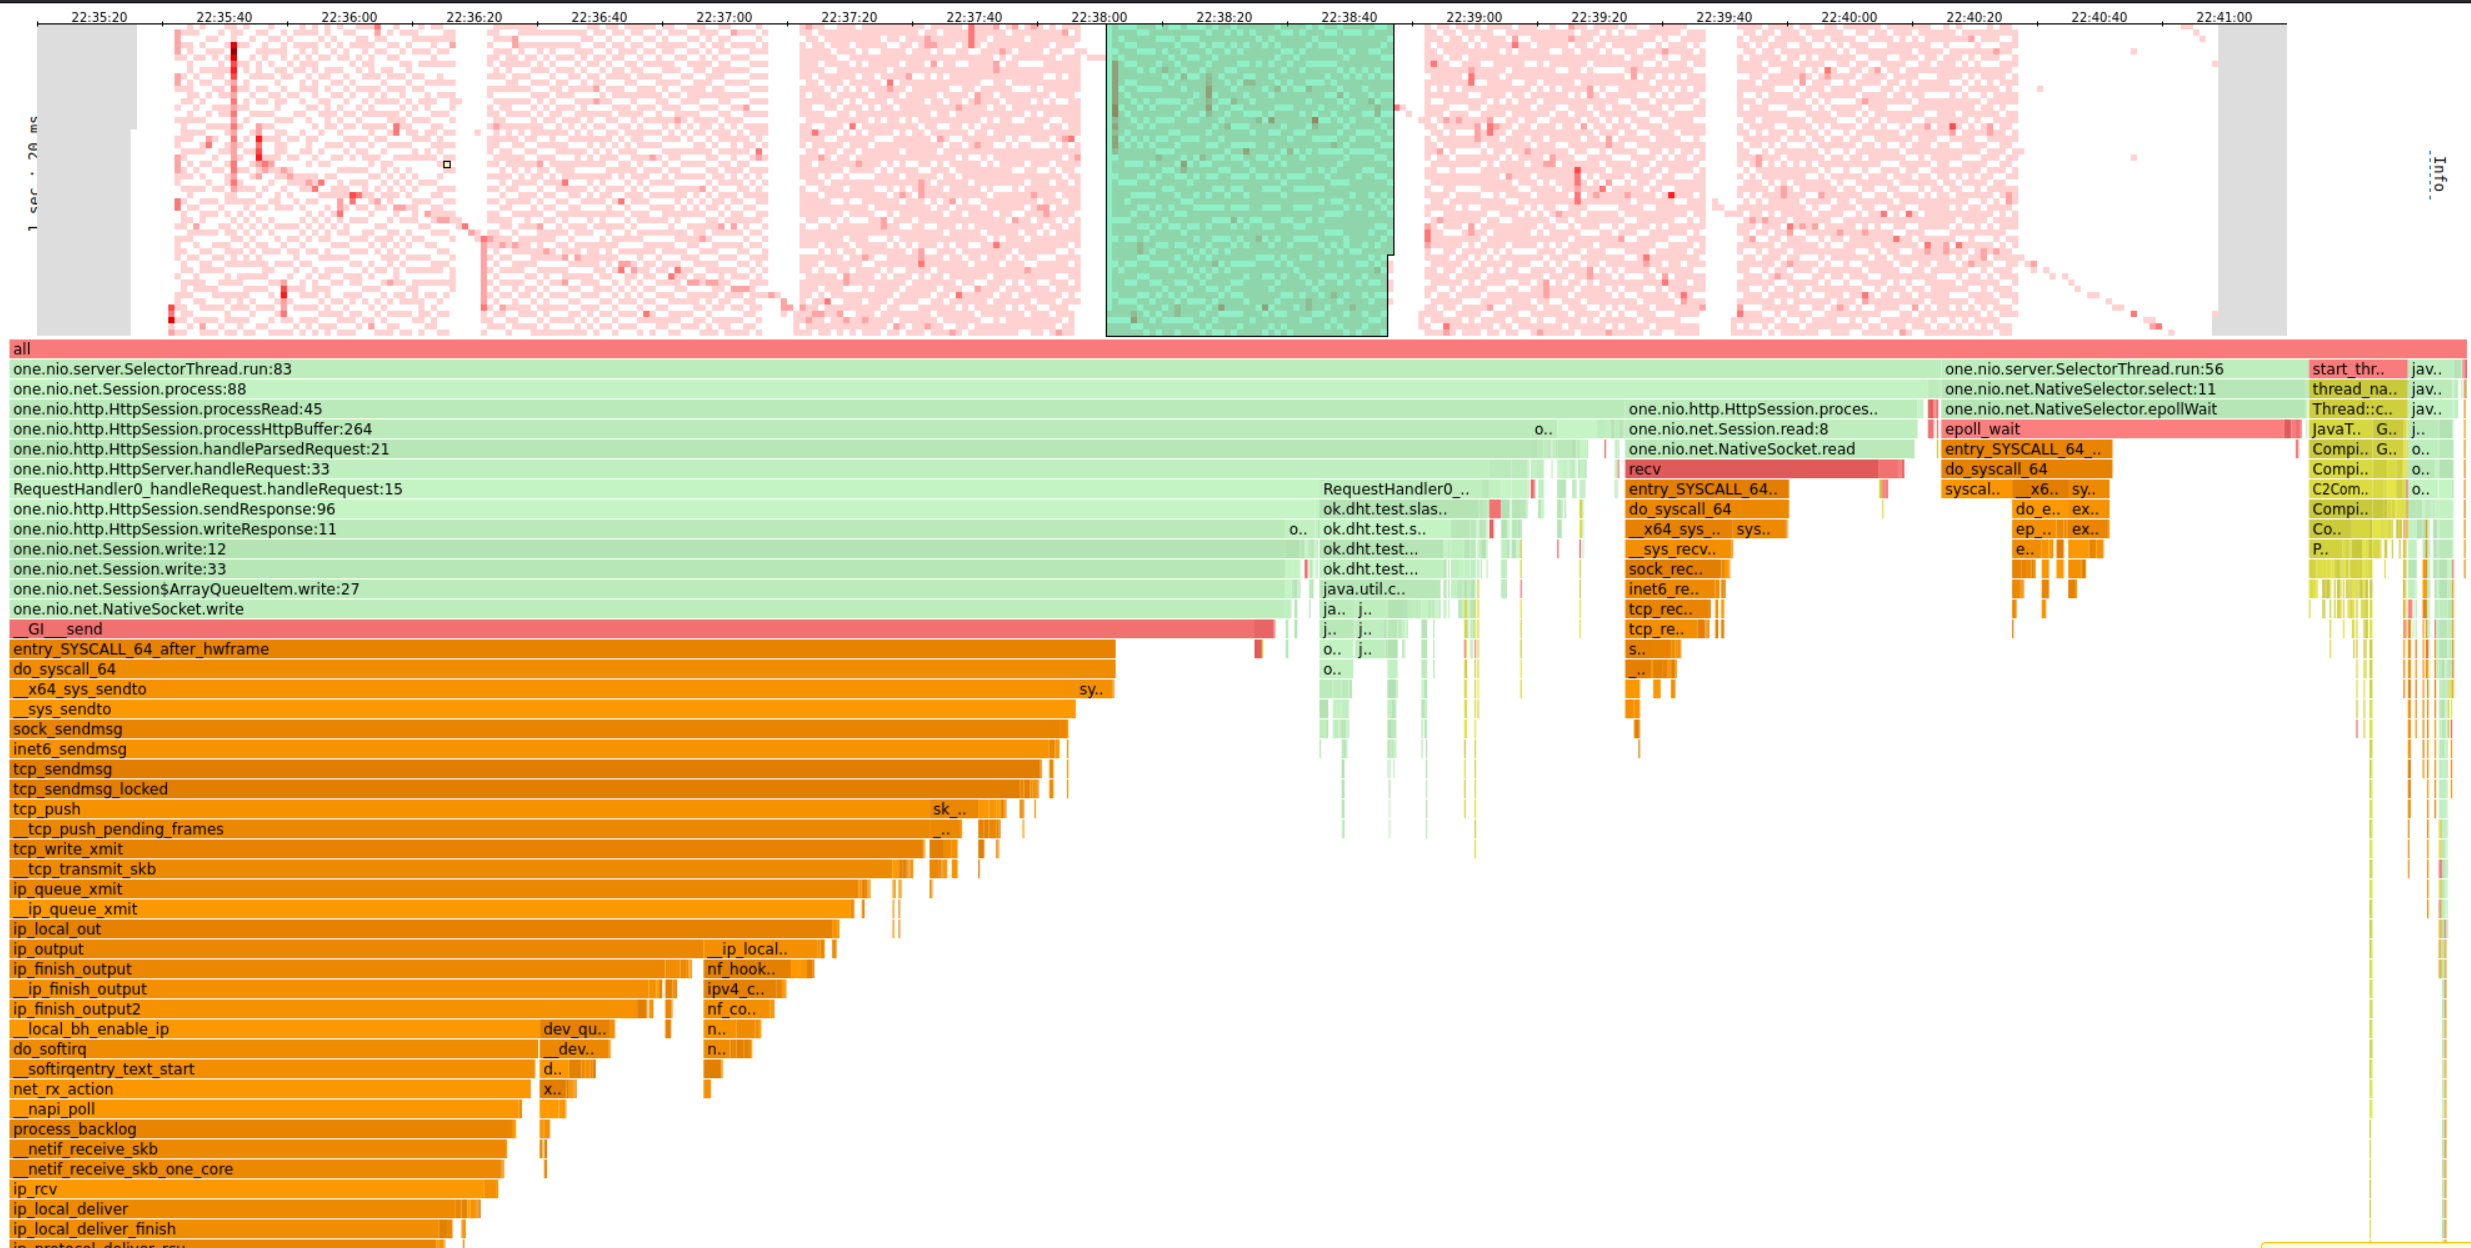 22:35:20 22:35:40 22:36:00 22:36:20 22:36:40 22:37:00 22:37:20 22:37:40 22:38:00 22:38:20 22:38:40 22:39:00 22:39:20 22:39:40 22:40:00 22:40:20 22:40:40 22:41:00
1 sec · 20 ms
Info
all
one.nio.server.SelectorThread.run:83 one.nio.server.SelectorThread.run:56 start_thr.. jav..
one.nio.net.Session.process:88 one.nio.net.NativeSelector.select:11 thread_na.. jav..
one.nio.http.HttpSession.processRead:45 one.nio.http.HttpSession.proces.. one.nio.net.NativeSelector.epollWait Thread::c.. jav..
one.nio.http.HttpSession.processHttpBuffer:264 o.. one.nio.net.Session.read:8 epoll_wait JavaT.. G.. j..
one.nio.http.HttpSession.handleParsedRequest:21 one.nio.net.NativeSocket.read entry_SYSCALL_64_.. Compi.. G.. o..
one.nio.http.HttpServer.handleRequest:33 recv do_syscall_64 Compi.. o..
RequestHandler0_handleRequest.handleRequest:15 RequestHandler0_.. entry_SYSCALL_64.. syscal.. __x6.. sy.. C2Com.. o..
one.nio.http.HttpSession.sendResponse:96 ok.dht.test.slas.. do_syscall_64 do_e.. ex.. Compi..
one.nio.http.HttpSession.writeResponse:11 o.. ok.dht.test.s.. __x64_sys_.. sys.. ep_.. ex.. Co..
one.nio.net.Session.write:12 ok.dht.test... __sys_recv.. e.. P..
one.nio.net.Session.write:33 ok.dht.test... sock_rec..
one.nio.net.Session$ArrayQueueItem.write:27 java.util.c.. inet6_re..
one.nio.net.NativeSocket.write ja.. j.. tcp_rec..
__GI___send j.. j.. tcp_re..
entry_SYSCALL_64_after_hwframe o.. j.. s..
do_syscall_64 o.. _..
__x64_sys_sendto sy..
__sys_sendto
sock_sendmsg
inet6_sendmsg
tcp_sendmsg
tcp_sendmsg_locked
tcp_push sk_..
__tcp_push_pending_frames _..
tcp_write_xmit
__tcp_transmit_skb
ip_queue_xmit
__ip_queue_xmit
ip_local_out
ip_output __ip_local..
ip_finish_output nf_hook..
__ip_finish_output ipv4_c..
ip_finish_output2 nf_co..
__local_bh_enable_ip dev_qu.. n..
do_softirq __dev.. n..
__softirqentry_text_start d..
net_rx_action x..
__napi_poll
process_backlog
__netif_receive_skb
__netif_receive_skb_one_core
ip_rcv
ip_local_deliver
ip_local_deliver_finish